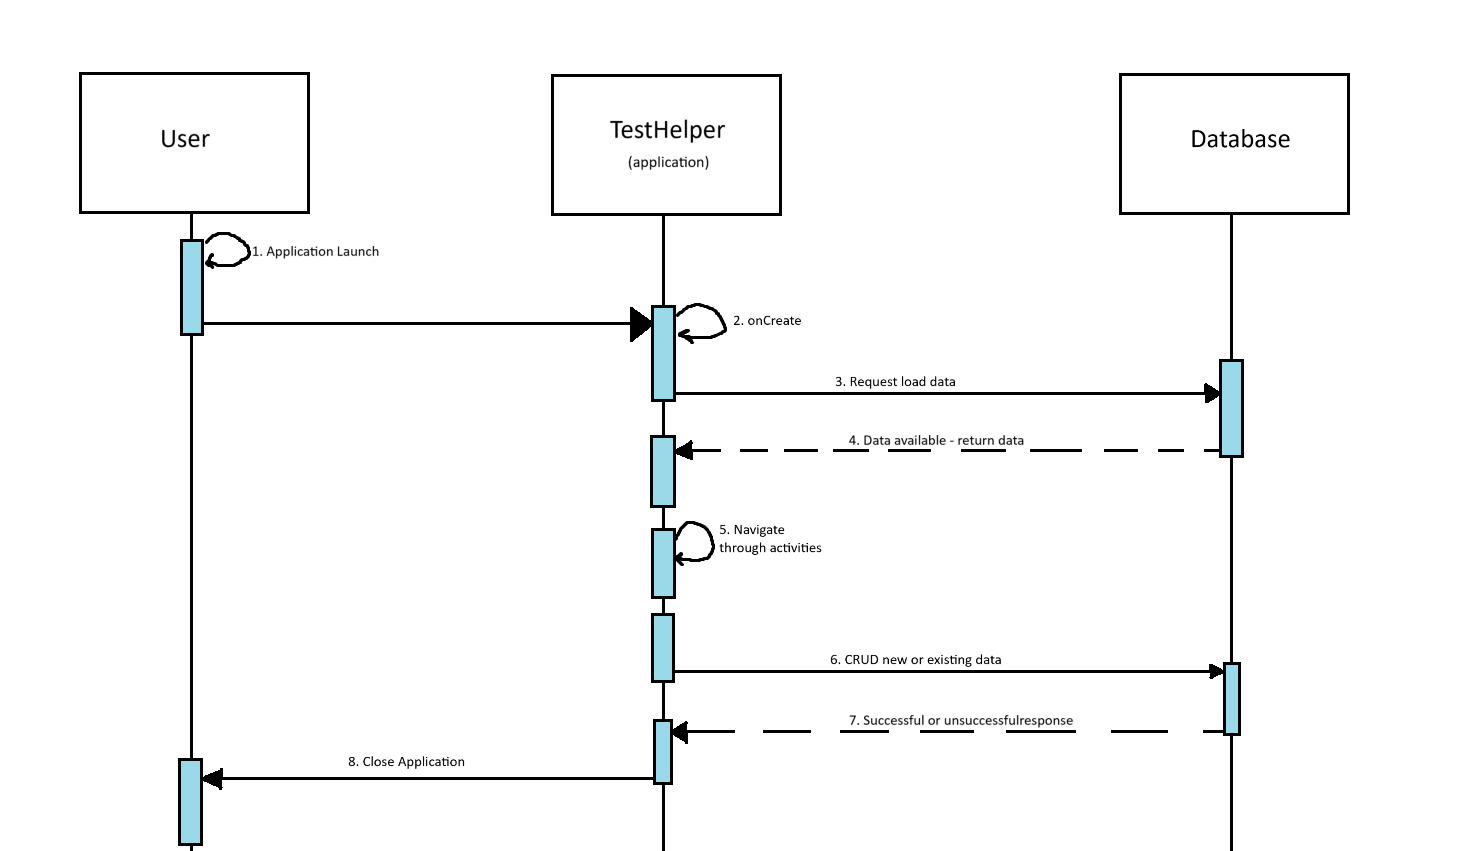 User
TestHelper
(application)
Database
1. Application Launch
2. onCreate
3. Request load data
4. Data available - return data
5. Navigate
through activities
6. CRUD new or existing data
7. Successful or unsuccessfulresponse
8. Close Application